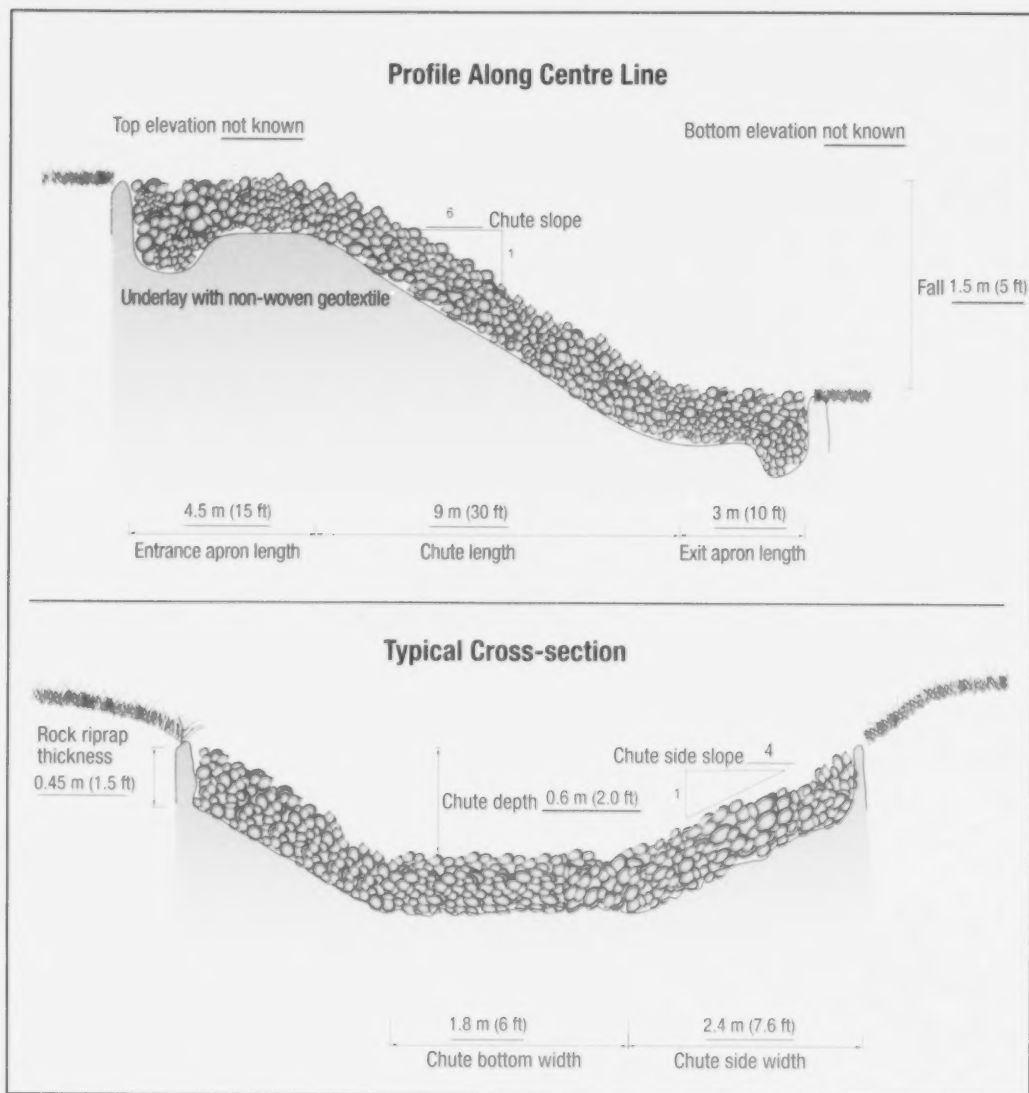 Profile Along Centre Line
Top elevation not known
Bottom elevation not known
6
Chute slope
1
Underlay with non-woven geotextile
Fall 1.5 m (5 ft)
4.5 m (15 ft)
9 m (30 ft)
3 m (10 ft)
Entrance apron length
Chute length
Exit apron length
Typical Cross-section
Rock riprap
thickness
0.45 m (1.5 ft)
Chute side slope
4
1
Chute depth 0.6 m (2.0 ft)
1.8 m (6 ft)
2.4 m (7.6 ft)
Chute bottom width
Chute side width